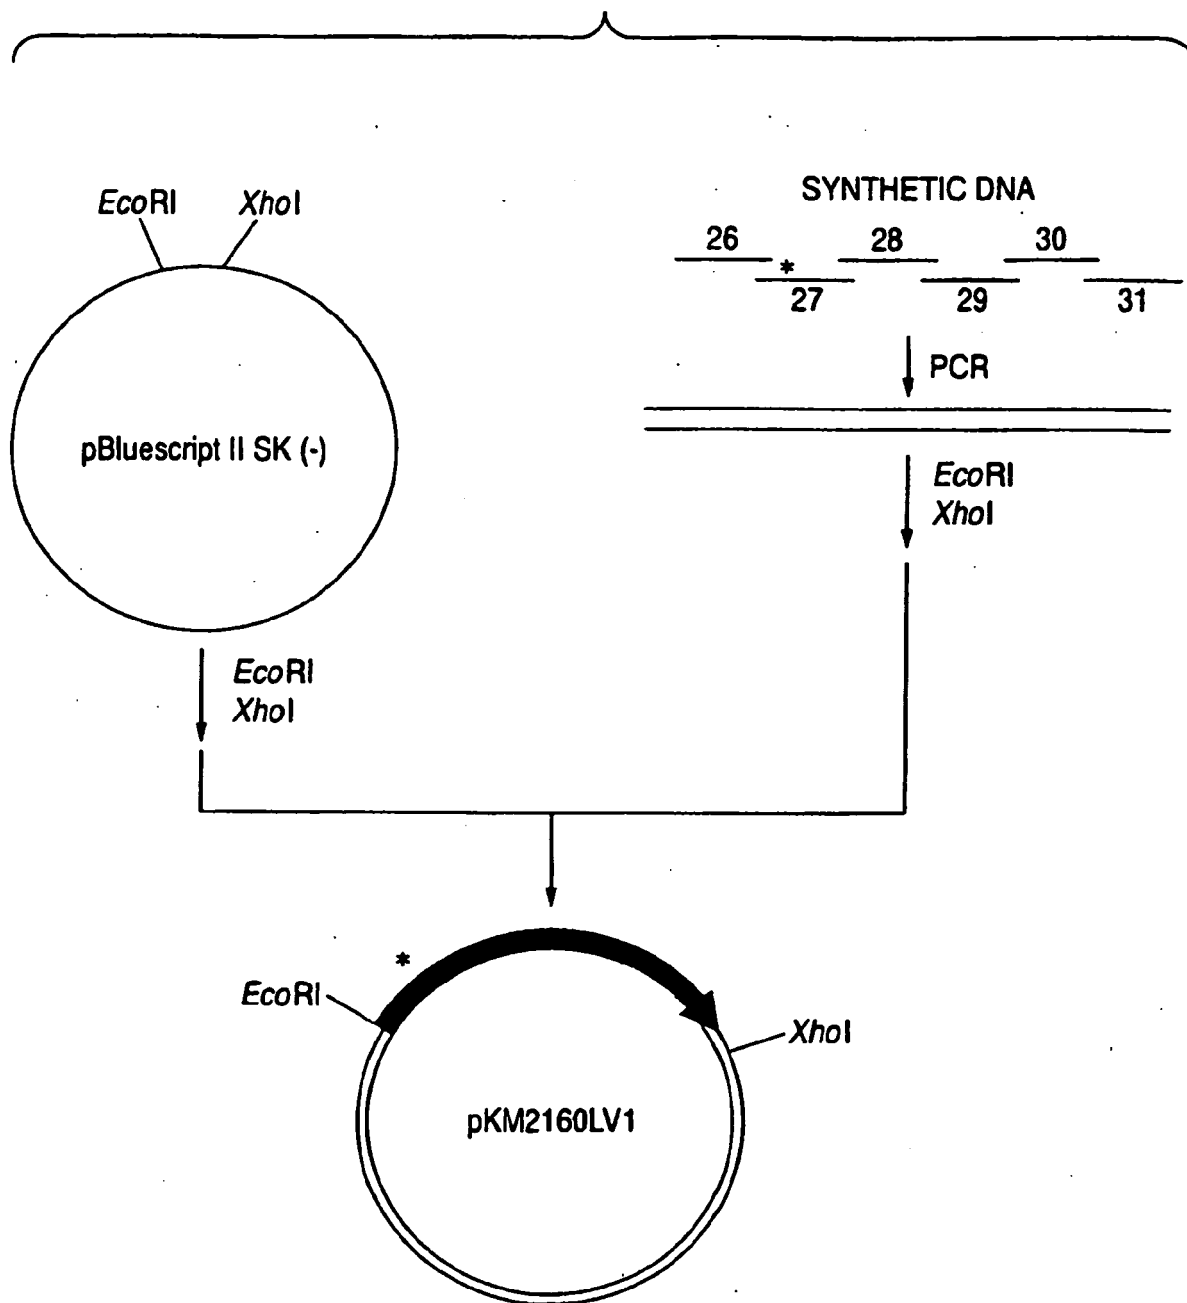 EcoRI XhoI
pBluescript II SK (-)
EcoRI
XhoI
SYNTHETIC DNA
26 28 30
*
27 29 31
PCR
EcoRI
XhoI
*
EcoRI
XhoI
pKM2160LV1